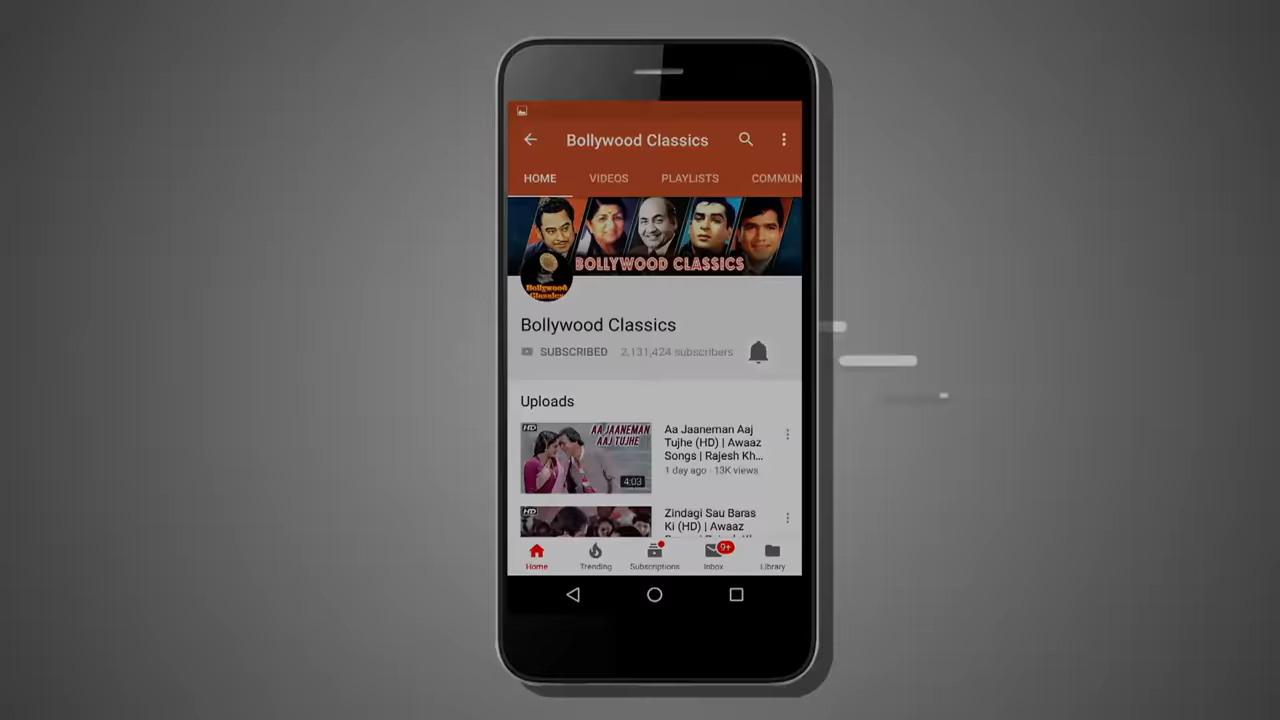 Bollywood Classics
HOME VIDEOS PLAYLISTS COMMUN
BOLLYWOOD CLASSICS
Bollywood
Classics
Bollywood Classics
SUBSCRIBED 2,131,424 subscribers
Uploads
HD
AA JAANEMAN
AAJ TUJHE
4:03
Aa Jaaneman Aaj
Tujhe (HD) | Awaaz
Songs | Rajesh Kh...
1 day ago · 13K views
HD
Zindagi Sau Baras
Ki (HD) | Awaaz
9+
Home Trending Subscriptions Inbox Library